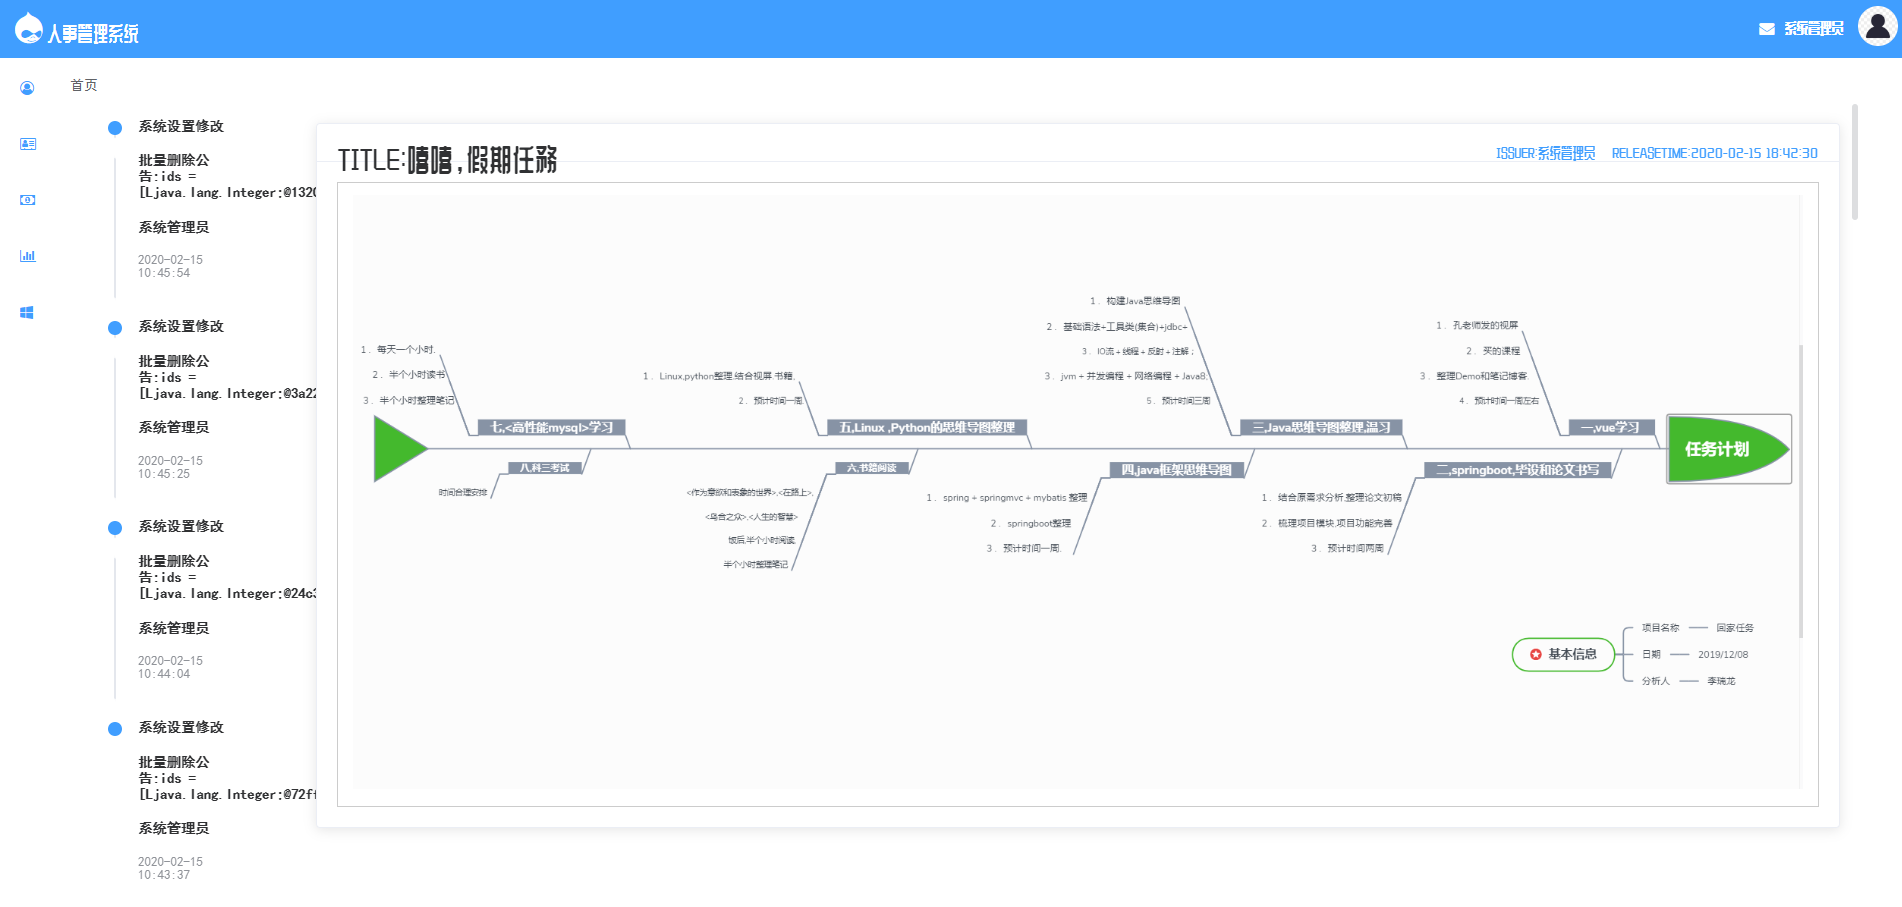 人事管理系统
系统管理员
首页
系统设置修改
批量删除公
告:ids =
[Ljava.lang.Integer;@1320
系统管理员
2020-02-15
10:45:54
系统设置修改
批量删除公
告:ids =
[Ljava.lang.Integer;@3a22
系统管理员
2020-02-15
10:45:25
系统设置修改
批量删除公
告:ids =
[Ljava.lang.Integer;@24c3
系统管理员
2020-02-15
10:44:04
系统设置修改
批量删除公
告:ids =
[Ljava.lang.Integer;@72ff
系统管理员
2020-02-15
10:43:37
TITLE:嘻嘻,假期任務
ISSUER:系统管理员 RELEASETIME:2020-02-15 18:42:30
1. 每天一个小时.
2. 半个小时读书
3. 半个小时整理笔记
七,<高性能mysql>学习
1. Linux,python整理.结合视屏.书籍,
2. 预计时间一周
五,Linux ,Python的思维导图整理
1. 构建Java思维导图
2. 基础语法+工具类(集合)+jdbc+
3. IO流 + 线程 + 反射 + 注解 ;
3. jvm + 并发编程 + 网络编程 + Java8;
5. 预计时间三周
三,Java思维导图整理,温习
1. 孔老师发的视屏
2. 买的课程
3. 整理Demo和笔记博客.
4. 预计时间一周左右
一,vue学习
任务计划
八,科三考试
时间合理安排
六,书籍阅读
<作为意欲和表象的世界>,<在路上>,
<乌合之众>,<人生的智慧>
饭后,半个小时阅读,
半个小时整理笔记
四,java框架思维导图
1. spring + springmvc + mybatis 整理
2. springboot整理
3. 预计时间一周.
二,springboot,毕设和论文书写
1. 结合原需求分析,整理论文初稿
2. 梳理项目模块.项目功能完善
3. 预计时间两周
基本信息
项目名称 回家任务
日期 2019/12/08
分析人 李瑞龙